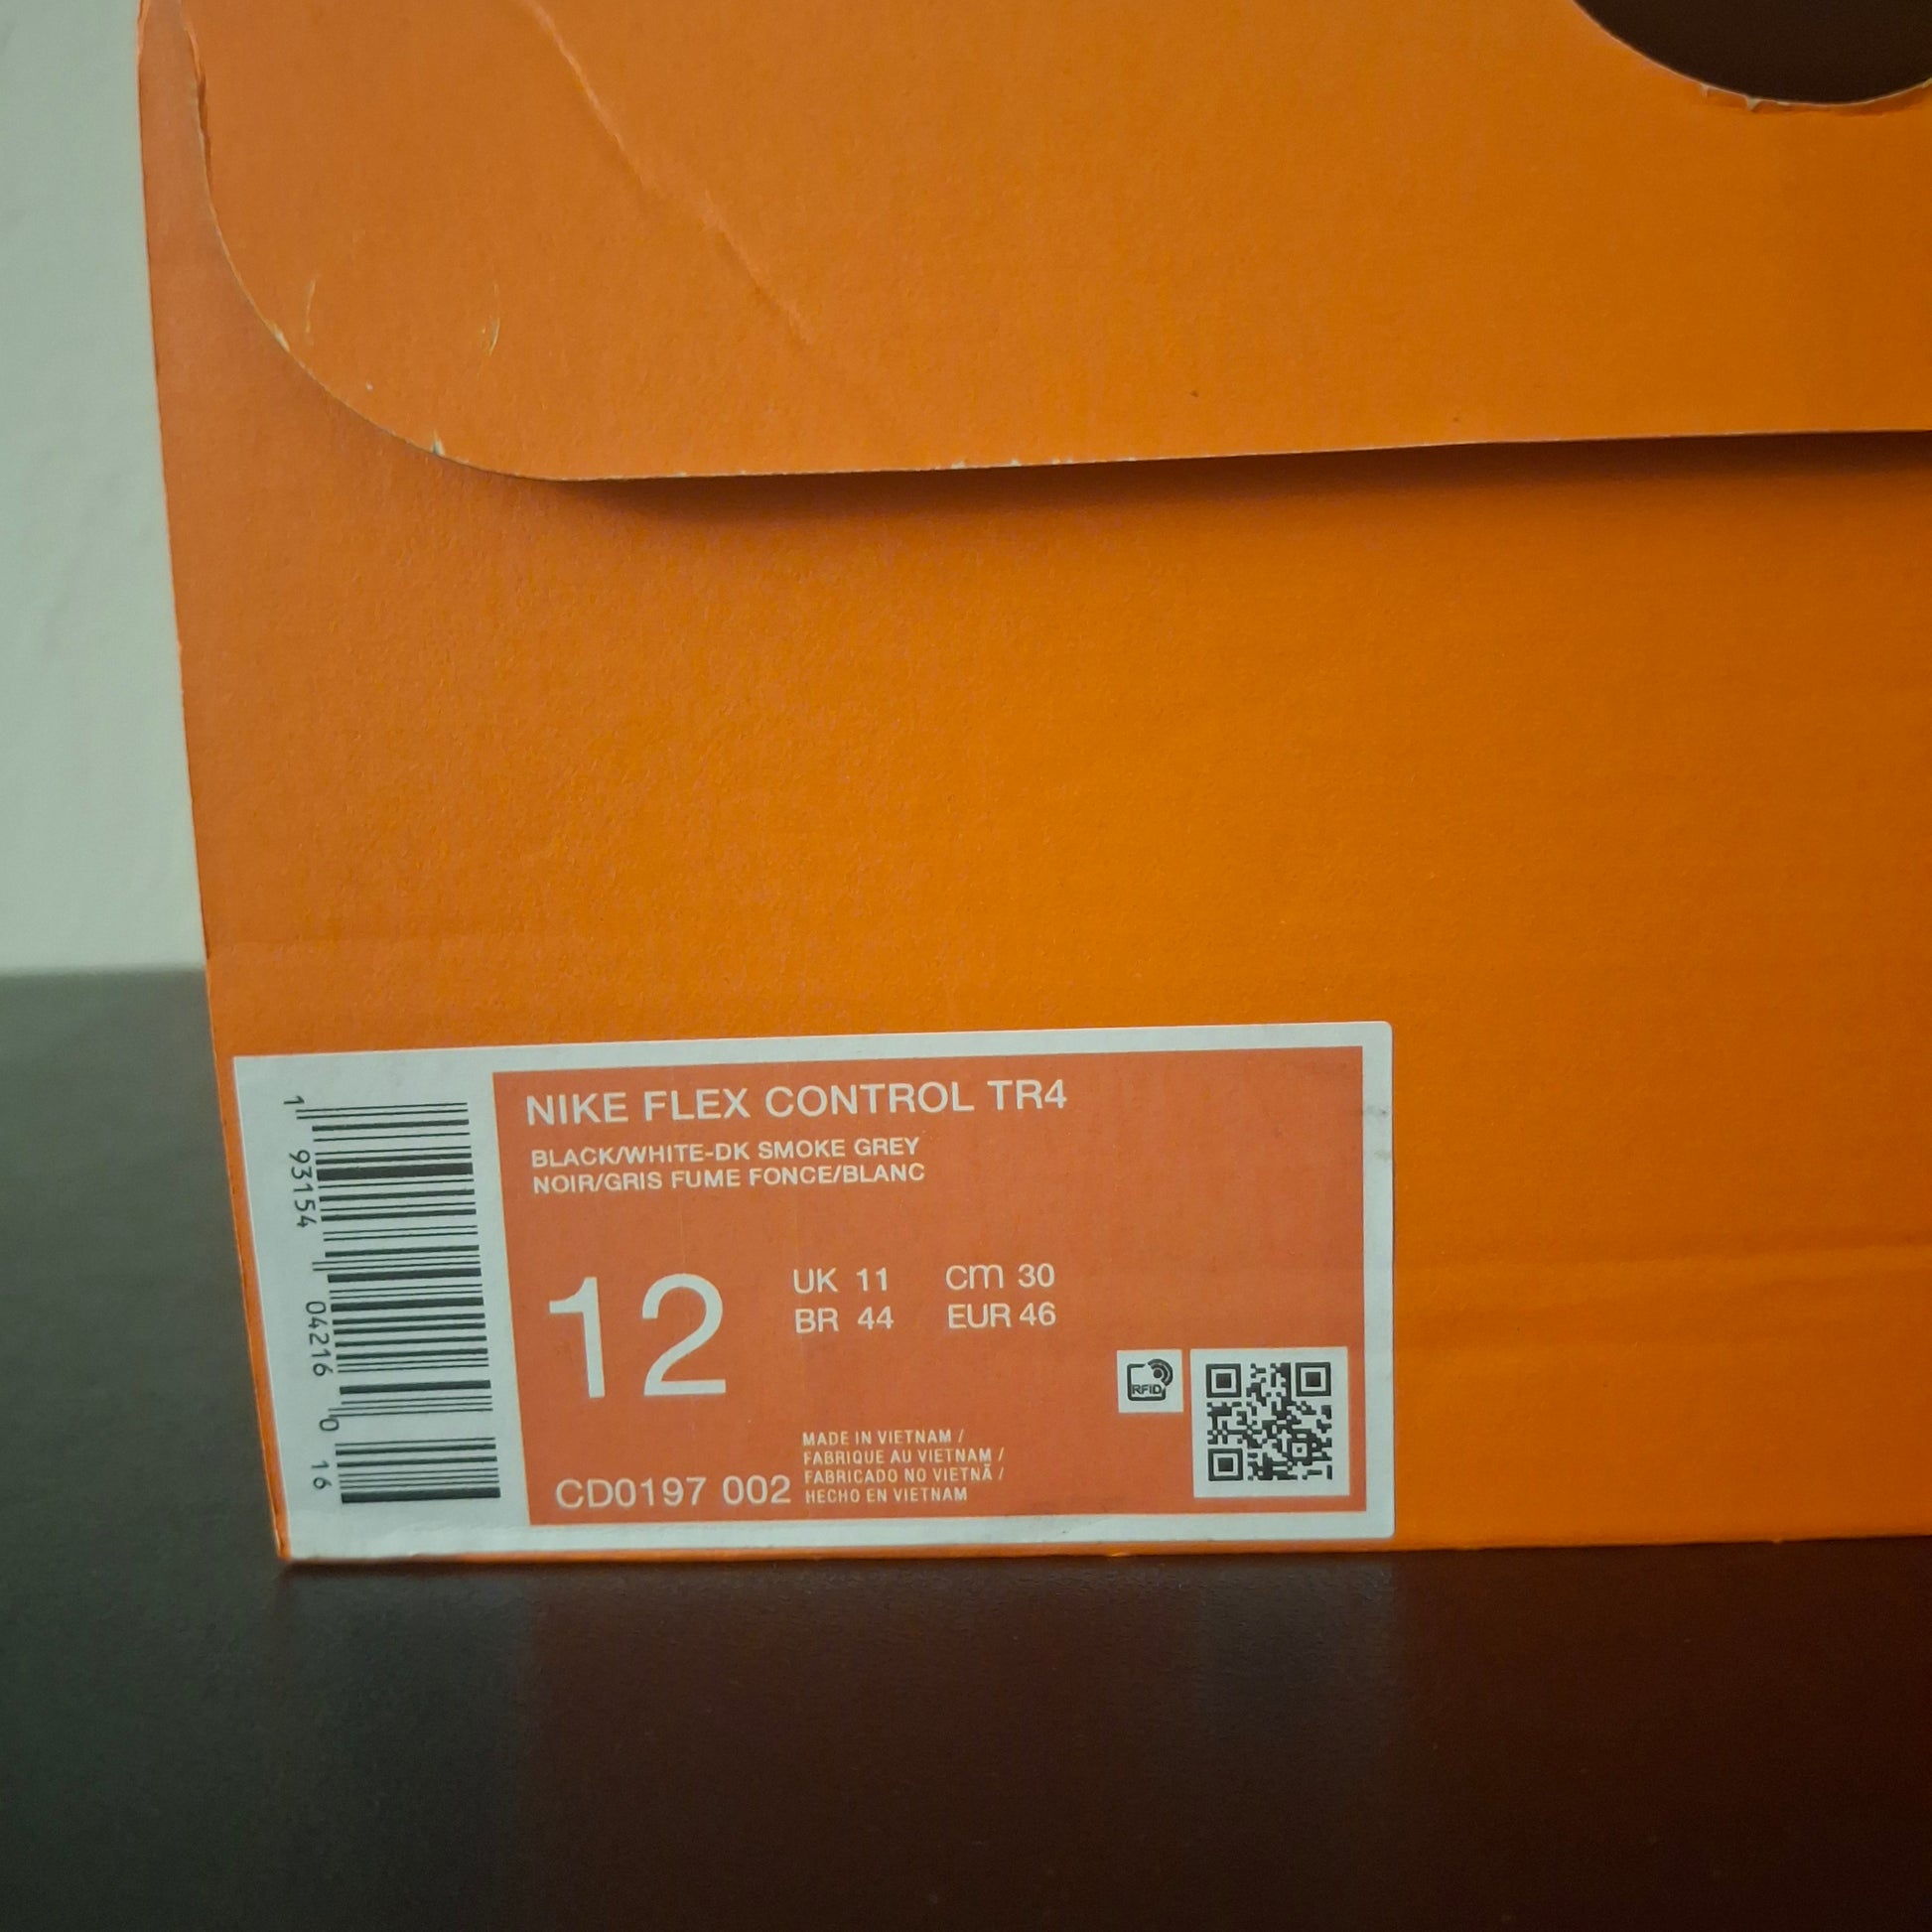 NIKE FLEX CONTROL TR4
BLACK/WHITE-DK SMOKE GREY
NOIR/GRIS FUME FONCE/BLANC
12
UK 11 cm 30
BR 44 EUR 46
RFID
MADE IN VIETNAM /
FABRIQUE AU VIETNAM /
FABRICADO NO VIETNÃ /
HECHO EN VIETNAM
CD0197 002
1 93154 04216 0 16